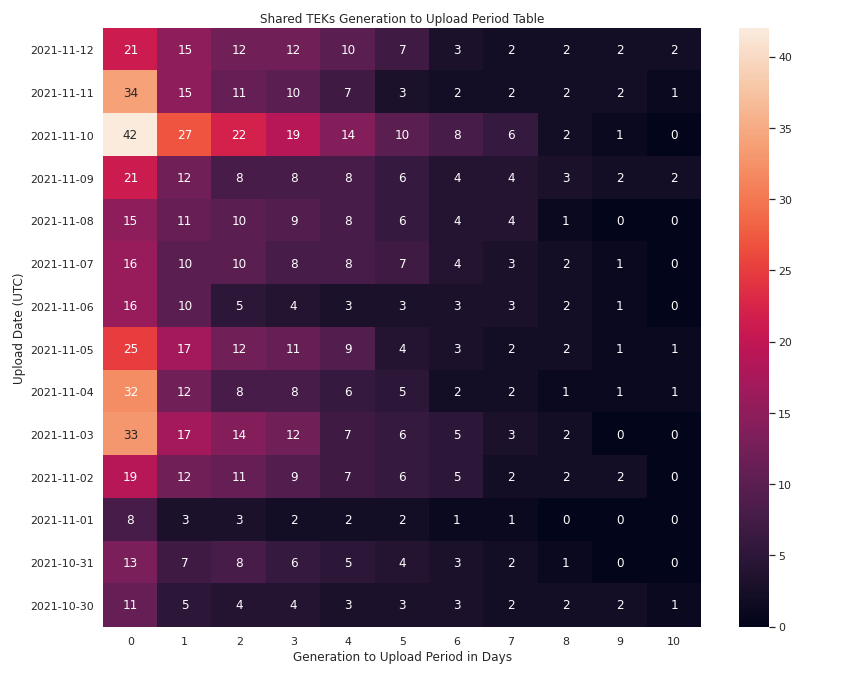 Shared TEKs Generation to Upload Period Table
2021-11-12 21 15 12 12 10 7 3 2 2 2 2
2021-11-11 34 15 11 10 7 3 2 2 2 2 1
2021-11-10 42 27 22 19 14 10 8 6 2 1 0
2021-11-09 21 12 8 8 8 6 4 4 3 2 2
2021-11-08 15 11 10 9 8 6 4 4 1 0 0
2021-11-07 16 10 10 8 8 7 4 3 2 1 0
2021-11-06 16 10 5 4 3 3 3 3 2 1 0
2021-11-05 25 17 12 11 9 4 3 2 2 1 1
2021-11-04 32 12 8 8 6 5 2 2 1 1 1
2021-11-03 33 17 14 12 7 6 5 3 2 0 0
2021-11-02 19 12 11 9 7 6 5 2 2 2 0
2021-11-01 8 3 3 2 2 2 1 1 0 0 0
2021-10-31 13 7 8 6 5 4 3 2 1 0 0
2021-10-30 11 5 4 4 3 3 3 2 2 2 1
0 1 2 3 4 5 6 7 8 9 10
Generation to Upload Period in Days
Upload Date (UTC)
40
35
30
25
20
15
10
5
0